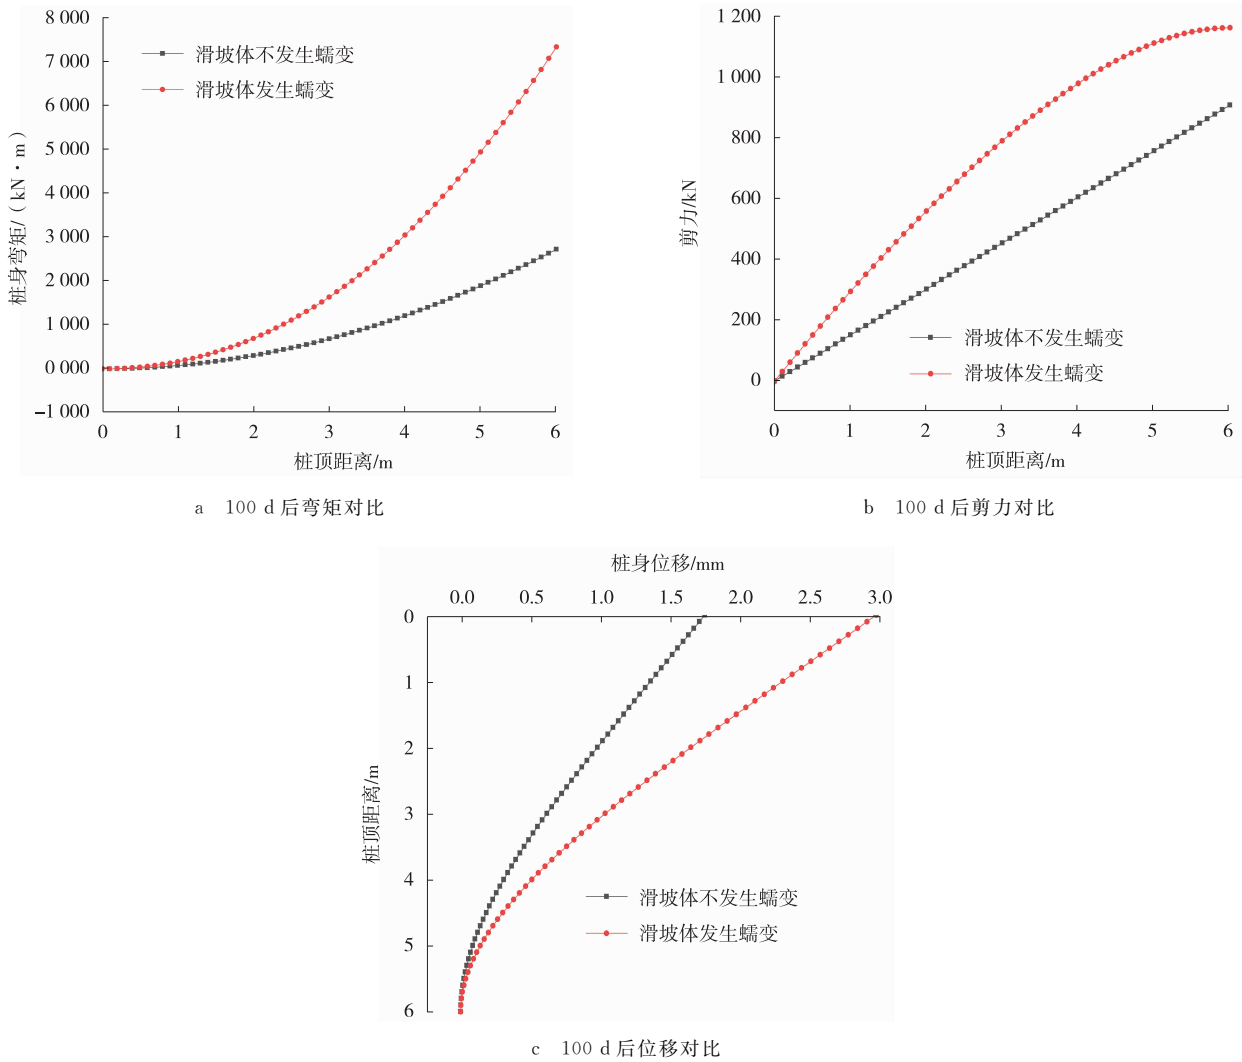 8 000
7 000
6 000
5 000
4 000
3 000
2 000
1 000
0 000
−1 000
桩身弯矩/（kN·m）
滑坡体不发生蠕变
滑坡体发生蠕变
0 1 2 3 4 5 6
桩顶距离/m
a 100 d后弯矩对比
1 200
1 000
800
600
400
200
0
剪力/kN
滑坡体不发生蠕变
滑坡体发生蠕变
0 1 2 3 4 5 6
桩顶距离/m
b 100 d后剪力对比
桩身位移/mm
0.0 0.5 1.0 1.5 2.0 2.5 3.0
0
1
2
3
4
5
6
桩顶距离/m
滑坡体不发生蠕变
滑坡体发生蠕变
c 100 d后位移对比